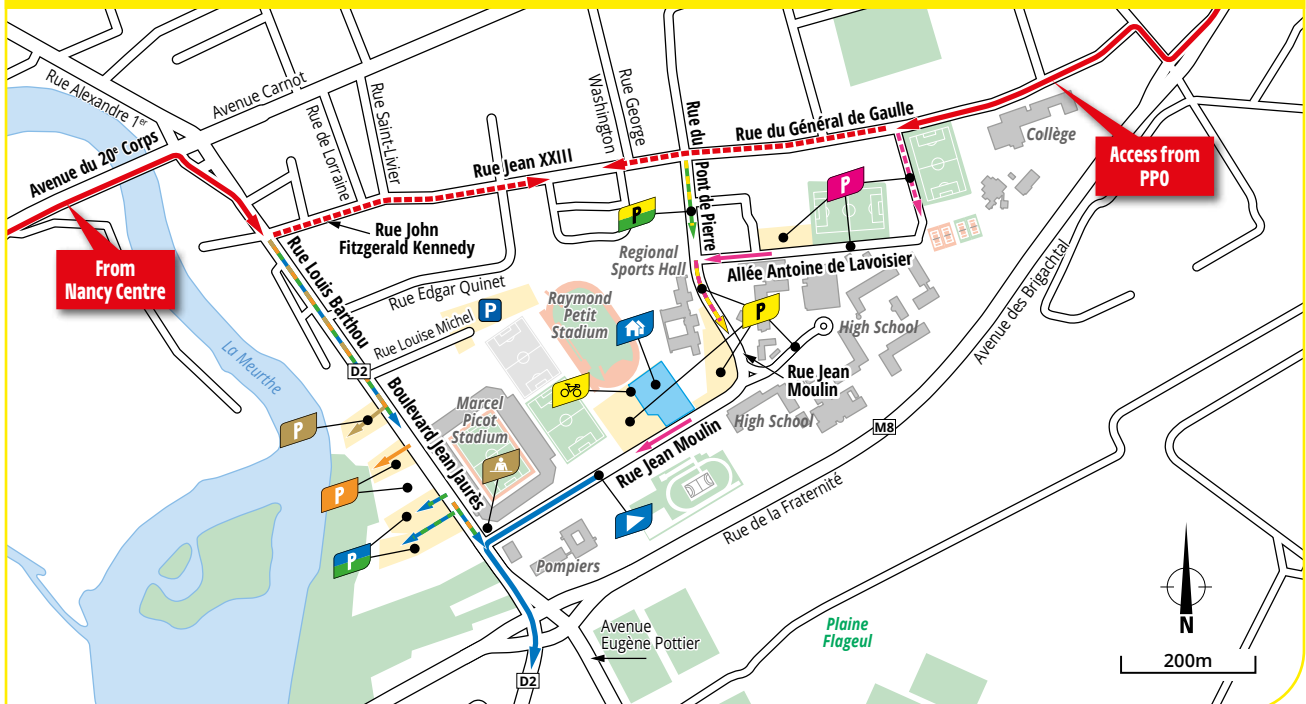 Rue Alexandre 1er
Avenue Carnot
Rue de Lorraine
Rue Saint-Livier
Avenue du 20e Corps
From
Nancy Centre
Rue John
Fitzgerald Kennedy
Rue Jean XXIII
Washington
Rue George
Rue du
Pont de Pierre
Rue du Général de Gaulle
Collège
Access from
PPO
P
P
Regional
Sports Hall
Allée Antoine de Lavoisier
Avenue des Brigachtal
Rue Louis Barthou
Rue Edgar Quinet
Rue Louise Michel
P
Raymond
Petit
Stadium
P
High School
Rue Jean
Moulin
La Meurthe
D2
Boulevard Jean Jaurès
Marcel
Picot
Stadium
High School
M8
Rue Jean Moulin
P
P
P
Rue de la Fraternité
Pompiers
Avenue
Eugène Pottier
Plaine
Flageul
D2
N
200m